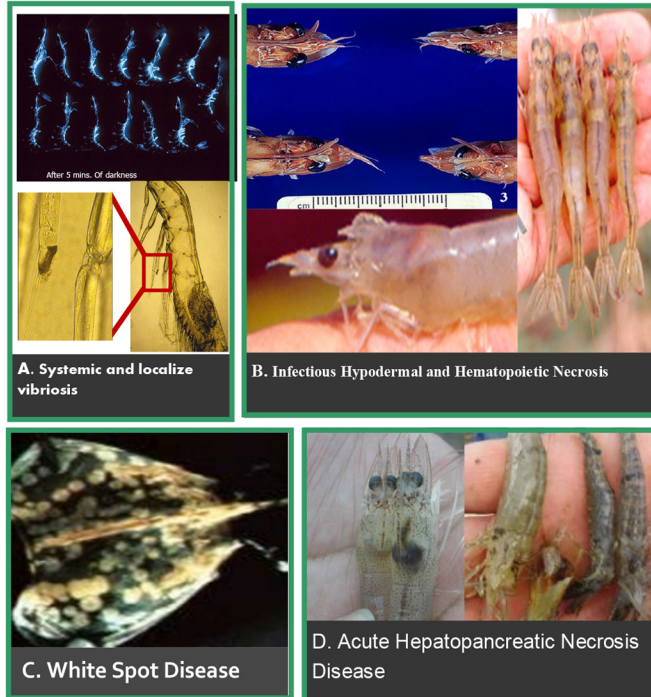 After 5 mins. Of darkness
A. Systemic and localize
vibriosis
cm
3
B. Infectious Hypodermal and Hematopoietic Necrosis
C. White Spot Disease
D. Acute Hepatopancreatic Necrosis
Disease